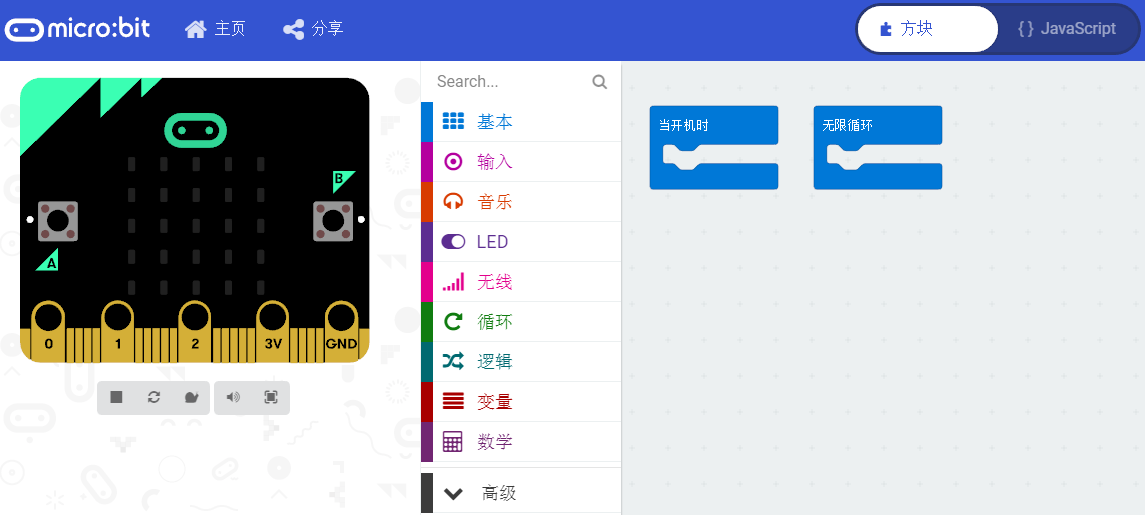 micro:bit 主页 分享 方块 {} JavaScript
Search...
基本
输入
音乐
LED
无线
循环
逻辑
变量
数学
高级
B
A
0 1 2 3V GND
当开机时 无限循环